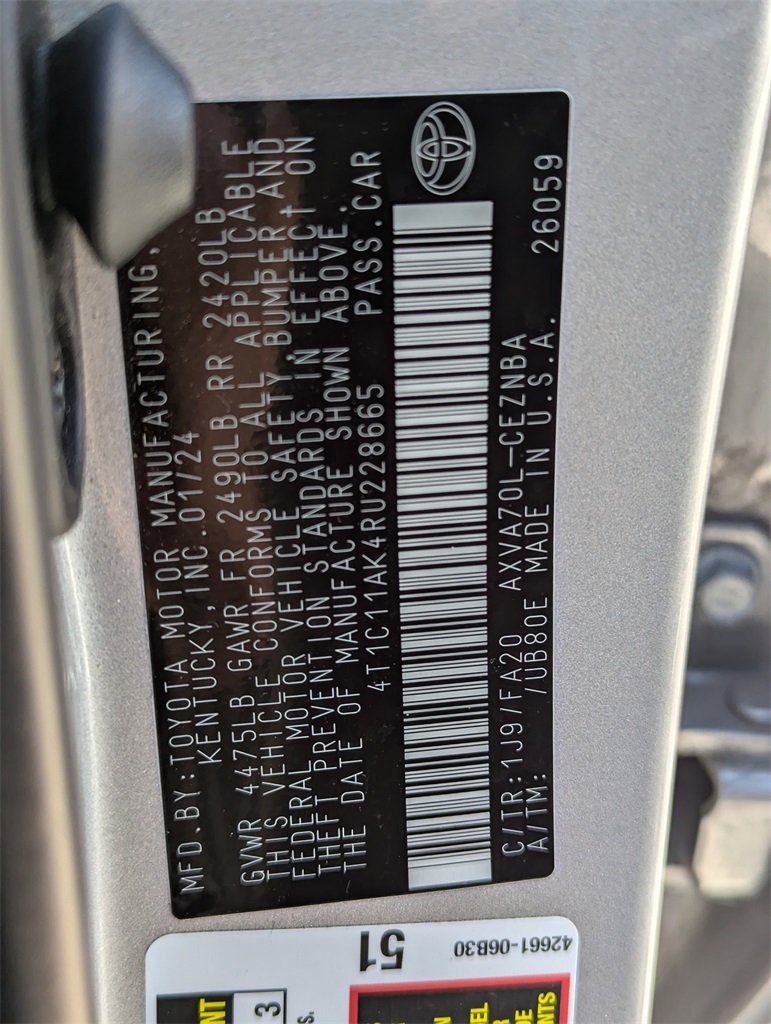 MFD.BY:TOYOTA MOTOR MANUFACTURING,
KENTUCKY, INC. 01/24
GVWR 4475LB GAWR FR 2490LB RR 2420LB
THIS VEHICLE CONFORMS TO ALL APPLICABLE
FEDERAL MOTOR VEHICLE SAFETY, BUMPER, AND
THEFT PREVENTION STANDARDS IN EFFECT ON
THE DATE OF MANUFACTURE SHOWN ABOVE.
4T1C11AK4RU228665 PASS.CAR
C/TR:1J9/FA20 AXVA70L-CEZNBA 26059
A/TM: /UB80E MADE IN U.S.A.
42661-06B30
51
3